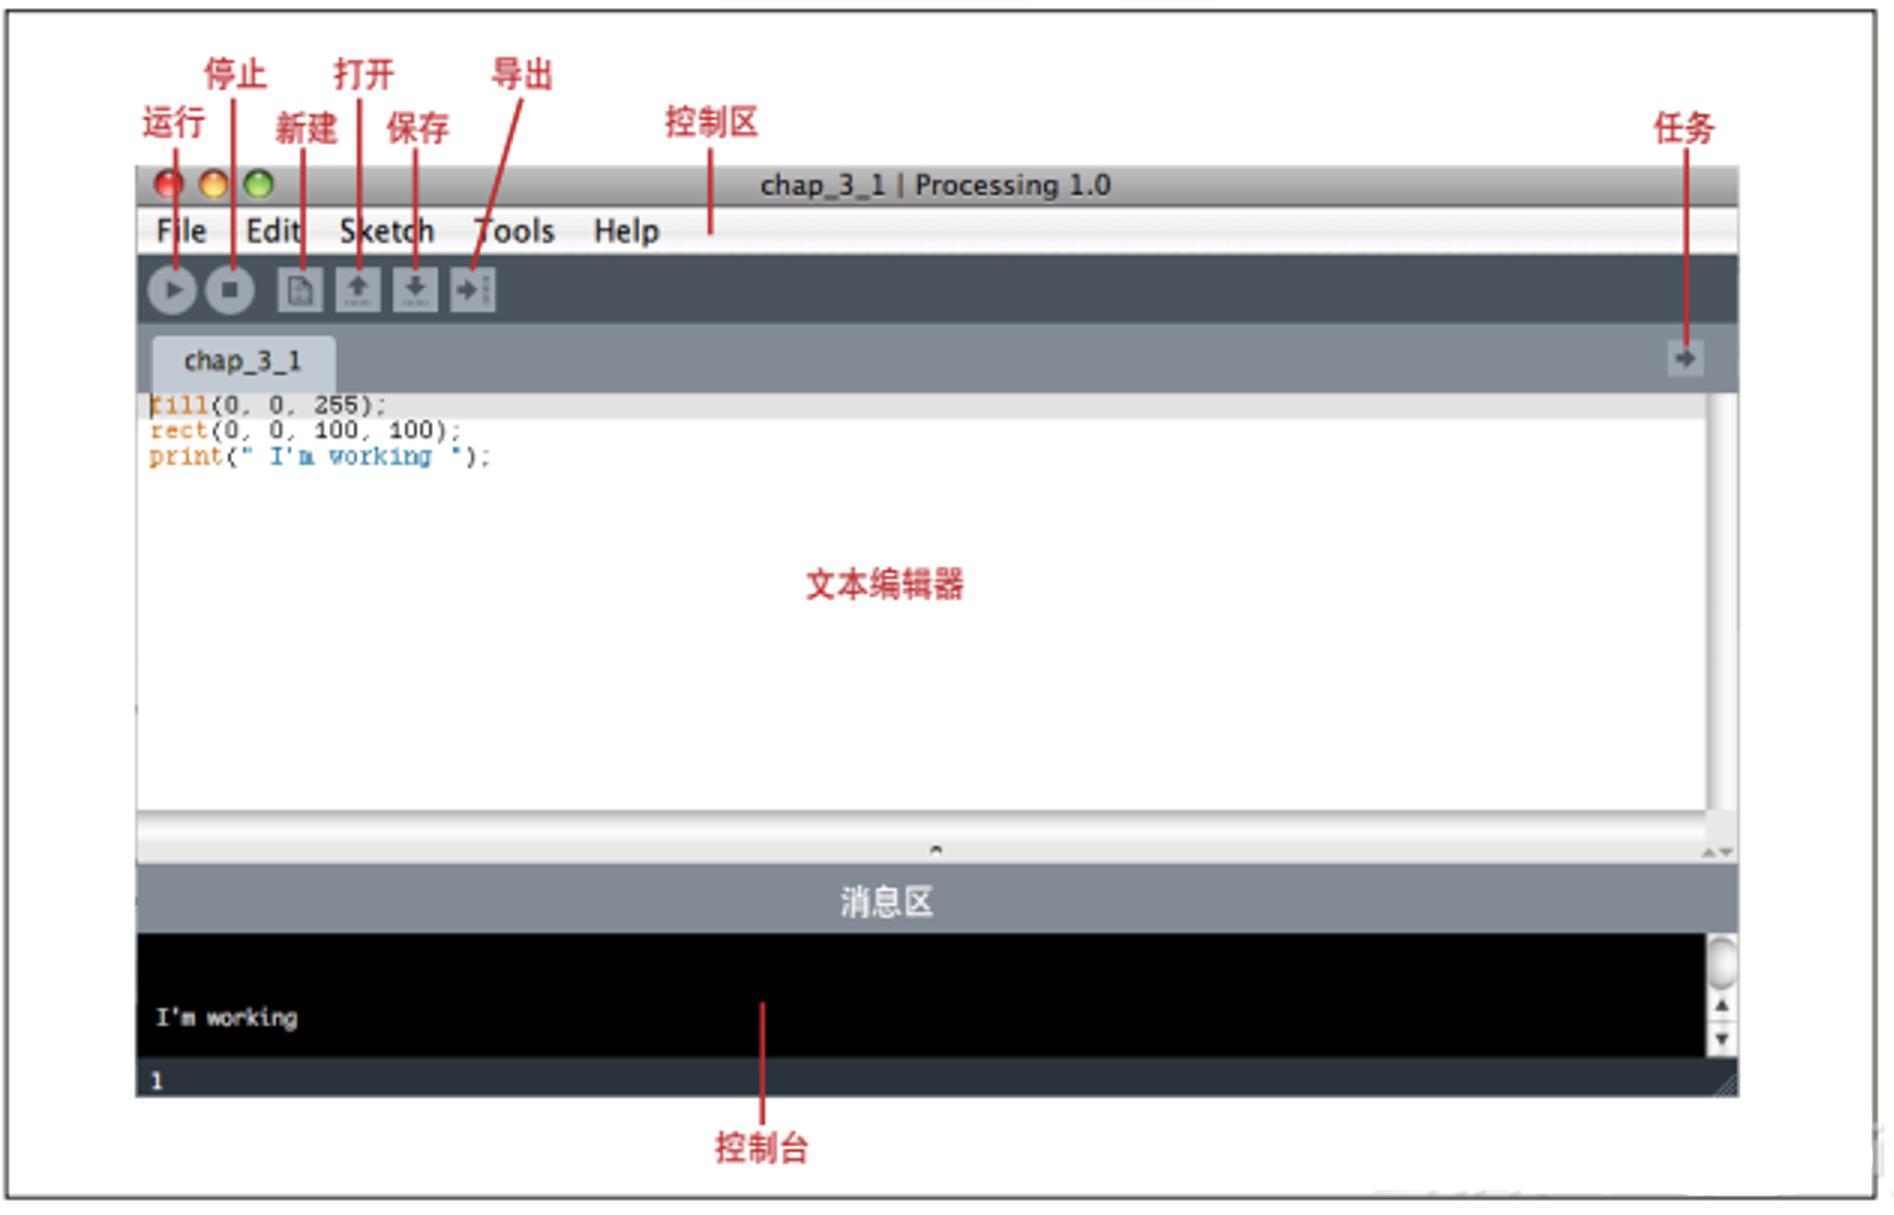 停止 打开 导出
运行 新建 保存 控制区 任务
chap_3_1 | Processing 1.0
File Edit Sketch Tools Help
chap_3_1
fill(0, 0, 255);
rect(0, 0, 100, 100);
print(" I'm working ");
文本编辑器
消息区
I'm working
1
控制台